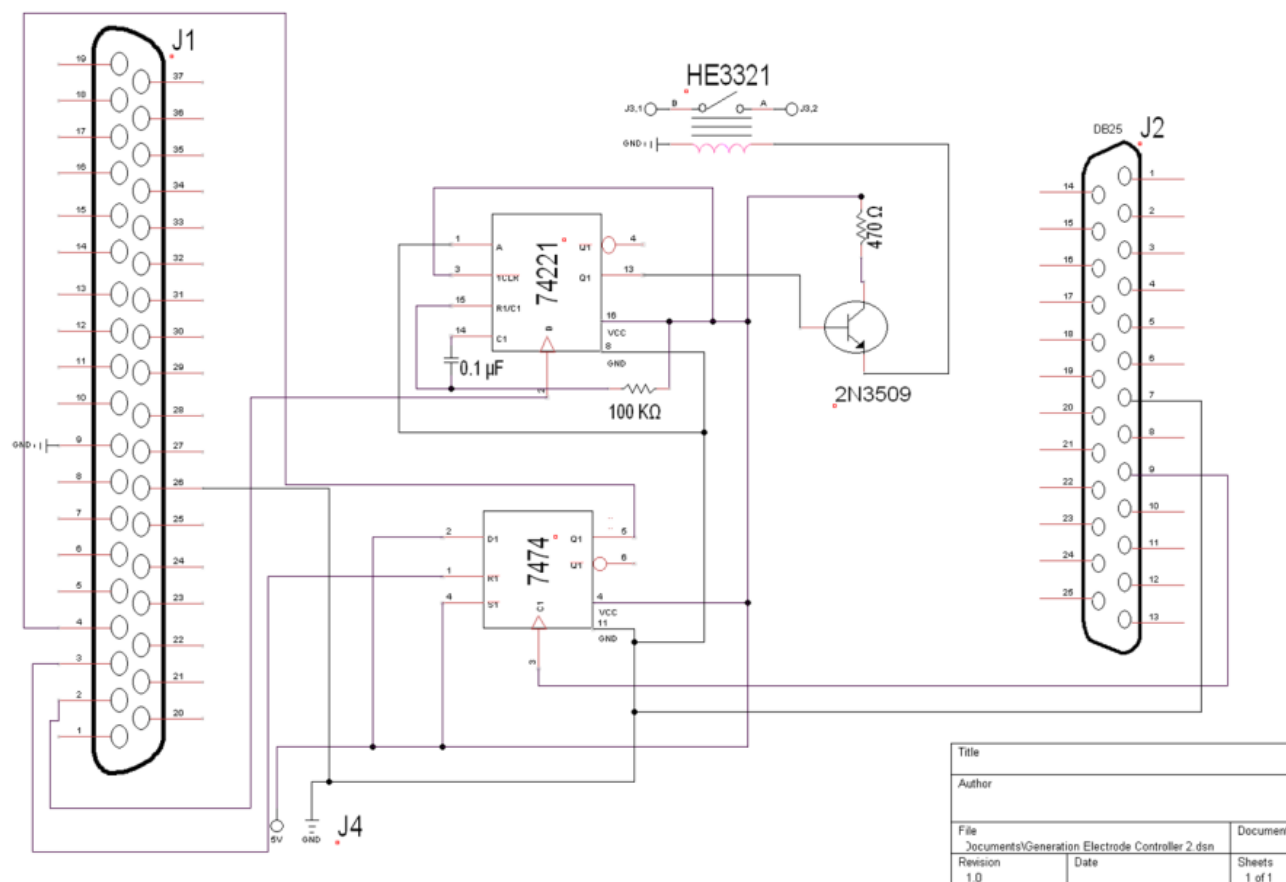 J1
19
37
18
36
17
35
16
34
15
33
14
32
13
31
12
30
11
29
10
28
GND
9
27
8
26
7
25
6
24
5
23
4
22
3
21
2
20
1
HE3321
J3,1
B
A
J3,2
GND
470 Ω
2N3509
74221
1
A
3
1CLR
15
R1/C1
14
C1
B
2
Q1
4
Q1
13
16
VCC
8
GND
0.1 µF
100 KΩ
7474
2
D1
1
R1
4
S1
C1
3
Q1
5
Q1
6
4
VCC
11
GND
5V
GND
J4
DB25
J2
1
14
2
15
3
16
4
17
5
18
6
19
7
20
8
21
9
22
10
23
11
24
12
25
13
Title
Author
File
Document
Documents\Generation Electrode Controller 2.dsn
Revision
Date
Sheets
1.0
1 of 1